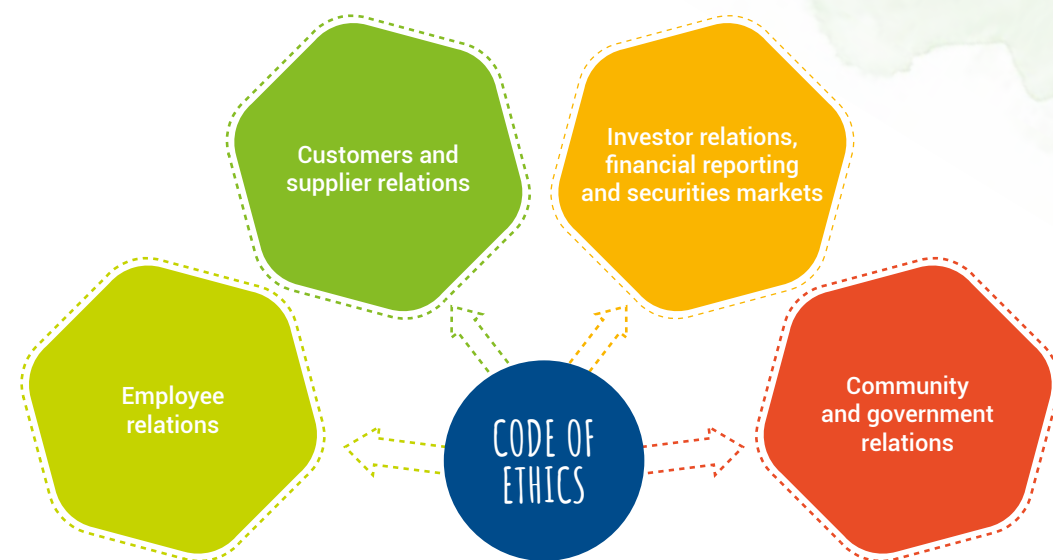 Customers and
supplier relations
Investor relations,
financial reporting
and securities markets
Employee
relations
Community
and government
relations
CODE OF
ETHICS